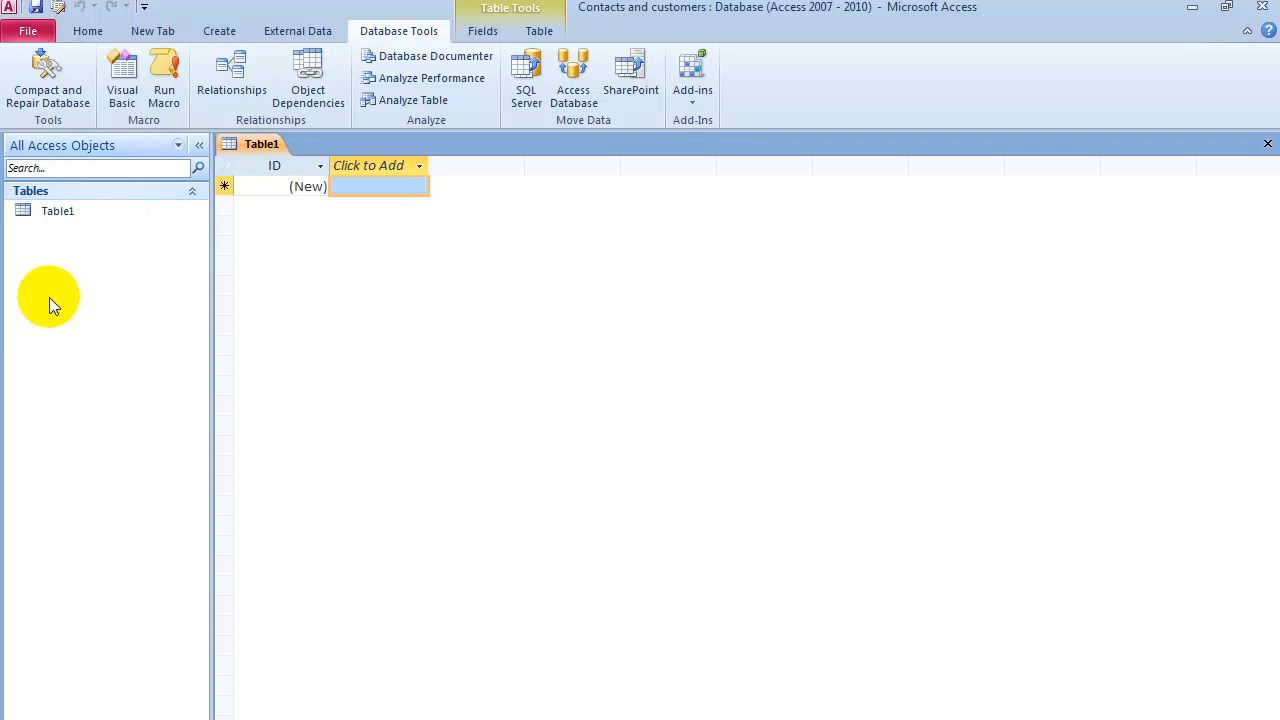 Table Tools
Contacts and customers : Database (Access 2007 - 2010) - Microsoft Access
File Home New Tab Create External Data Database Tools Fields Table
Compact and Repair Database
Tools
Visual Basic
Run Macro
Macro
Relationships
Object Dependencies
Relationships
Database Documenter
Analyze Performance
Analyze Table
Analyze
SQL Server
Access Database
SharePoint
Move Data
Add-ins
Add-Ins
All Access Objects
Search...
Tables
Table1
Table1
ID Click to Add
(New)